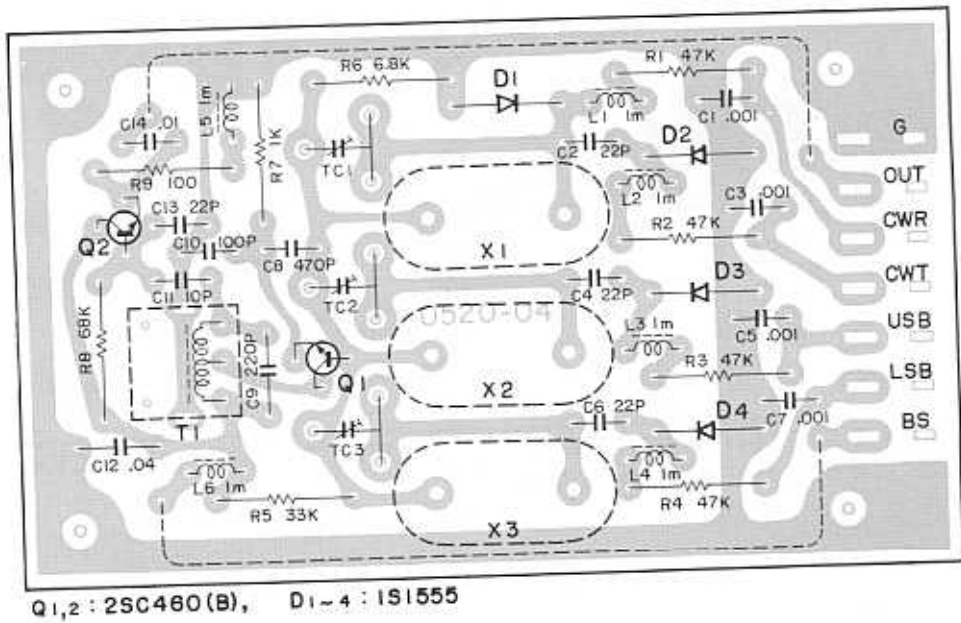 R6 6.8K
R1 47K
D1
L5 1m
L1 1m
C1 .001
C14 .01
R7 1K
TC1
C2 22P
D2
G
R9 100
OUT
L2 1m
C3 .001
C13 22P
Q2
C10 100P
C8 470P
X1
R2 47K
CWR
C11 10P
TC2
C4 22P
D3
CWT
0520-04
R8 68K
L3 1m
C5 .001
USB
C9 220P
Q1
X2
R3 47K
LSB
T1
C6 22P
D4
C7 .001
BS
TC3
C12 .04
L6 1m
L4 1m
R5 33K
X3
R4 47K
Q1,2 : 2SC460(B), D1~4 : 1S1555